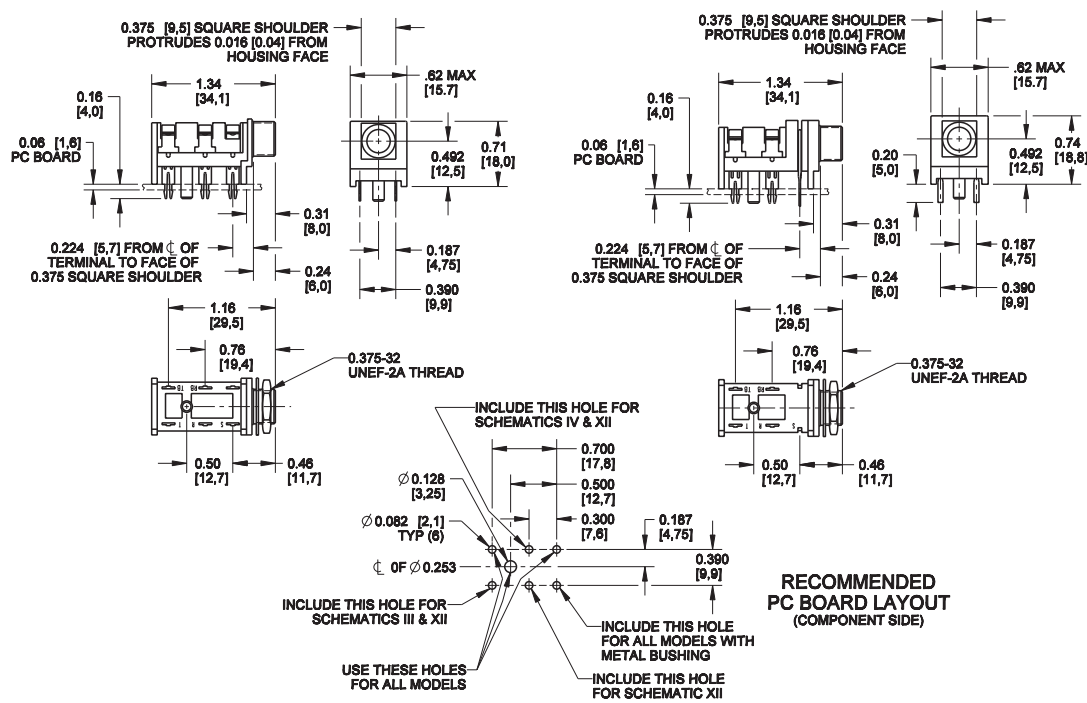 0.375 [9,5] SQUARE SHOULDER
PROTRUDES 0.016 [0.04] FROM
HOUSING FACE
1.34
[34,1]
.62 MAX
[15.7]
0.16
[4,0]
0.06 [1,6]
PC BOARD
0.71
[18,0]
0.492
[12,5]
0.31
[8,0]
0.224 [5,7] FROM ℄ OF
TERMINAL TO FACE OF
0.375 SQUARE SHOULDER
0.24
[6,0]
0.187
[4,75]
0.390
[9,9]
1.16
[29,5]
0.76
[19,4]
0.375-32
UNEF-2A THREAD
TB RB
T R S
0.50
[12,7]
0.46
[11,7]
0.375 [9,5] SQUARE SHOULDER
PROTRUDES 0.016 [0.04] FROM
HOUSING FACE
1.34
[34,1]
.62 MAX
[15.7]
0.16
[4,0]
0.06 [1,6]
PC BOARD
0.20
[5,0]
0.74
[18,8]
0.492
[12,5]
0.31
[8,0]
0.224 [5,7] FROM ℄ OF
TERMINAL TO FACE OF
0.375 SQUARE SHOULDER
0.24
[6,0]
0.187
[4,75]
0.390
[9,9]
1.16
[29,5]
0.76
[19,4]
0.375-32
UNEF-2A THREAD
TB RB
T R S
0.50
[12,7]
0.46
[11,7]
INCLUDE THIS HOLE FOR
SCHEMATICS IV & XII
0.700
[17,8]
Ø 0.128
[3,25]
0.500
[12,7]
Ø 0.082 [2,1]
TYP (6)
0.300
[7,6]
0.187
[4,75]
0.390
[9,9]
℄ OF Ø 0.253
INCLUDE THIS HOLE FOR
SCHEMATICS III & XII
INCLUDE THIS HOLE
FOR ALL MODELS WITH
METAL BUSHING
USE THESE HOLES
FOR ALL MODELS
INCLUDE THIS HOLE
FOR SCHEMATIC XII
RECOMMENDED
PC BOARD LAYOUT
(COMPONENT SIDE)